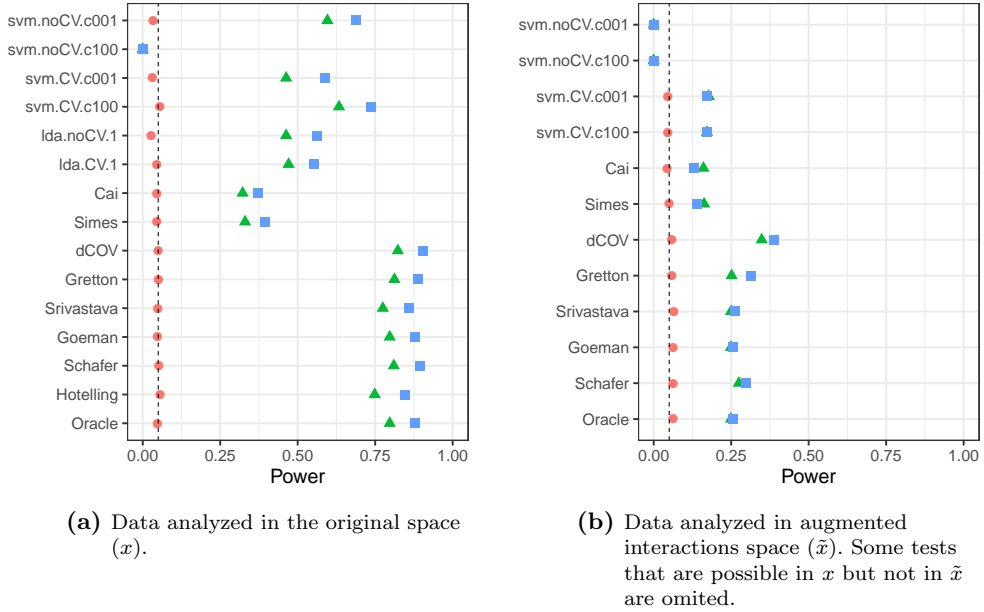 svm.noCV.c001
svm.noCV.c100
svm.CV.c001
svm.CV.c100
lda.noCV.1
lda.CV.1
Cai
Simes
dCOV
Gretton
Srivastava
Goeman
Schafer
Hotelling
Oracle
0.00 0.25 0.50 0.75 1.00
Power
(a) Data analyzed in the original space
(x).
svm.noCV.c001
svm.noCV.c100
svm.CV.c001
svm.CV.c100
Cai
Simes
dCOV
Gretton
Srivastava
Goeman
Schafer
Oracle
0.00 0.25 0.50 0.75 1.00
Power
(b) Data analyzed in augmented
interactions space (x̃). Some tests
that are possible in x but not in x̃
are omited.